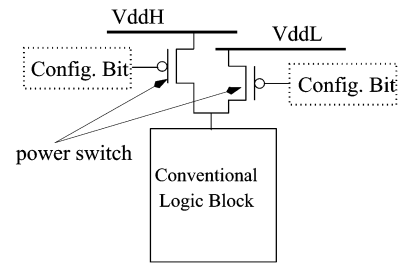 VddH
VddL
Config. Bit
Config. Bit
power switch
Conventional
Logic Block